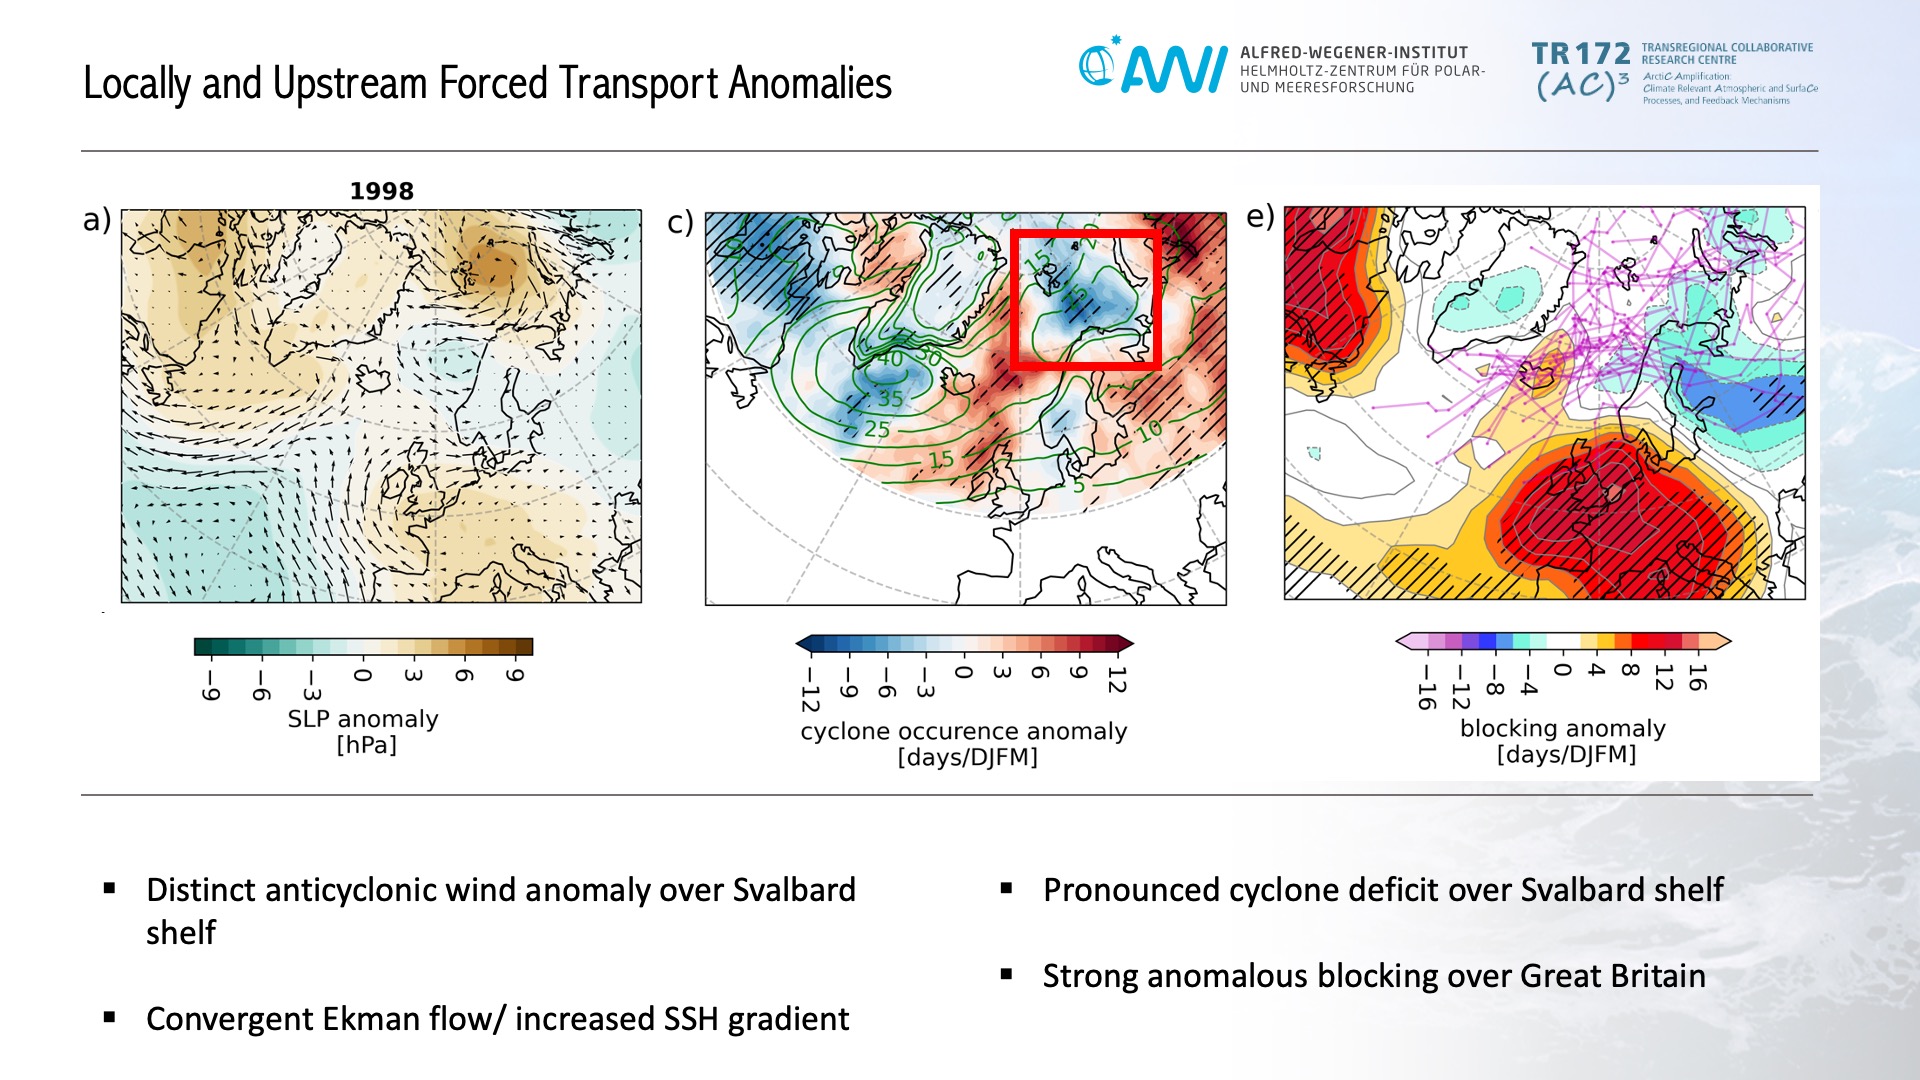 Locally and Upstream Forced Transport Anomalies
AWI
ALFRED-WEGENER-INSTITUT
HELMHOLTZ-ZENTRUM FÜR POLAR-
UND MEERESFORSCHUNG
TR 172
(AC)³
TRANSREGIONAL COLLABORATIVE
RESEARCH CENTRE
ArctiC Amplification:
Climate Relevant Atmospheric and SurfaCe
Processes, and Feedback Mechanisms
1998
a)
−9 −6 −3 0 3 6 9
SLP anomaly
[hPa]
c)
15
40
30
35
25
15
10
5
−12 −9 −6 −3 0 3 6 9 12
cyclone occurence anomaly
[days/DJFM]
e)
−16 −12 −8 −4 0 4 8 12 16
blocking anomaly
[days/DJFM]
▪ Distinct anticyclonic wind anomaly over Svalbard
shelf
▪ Convergent Ekman flow/ increased SSH gradient
▪ Pronounced cyclone deficit over Svalbard shelf
▪ Strong anomalous blocking over Great Britain